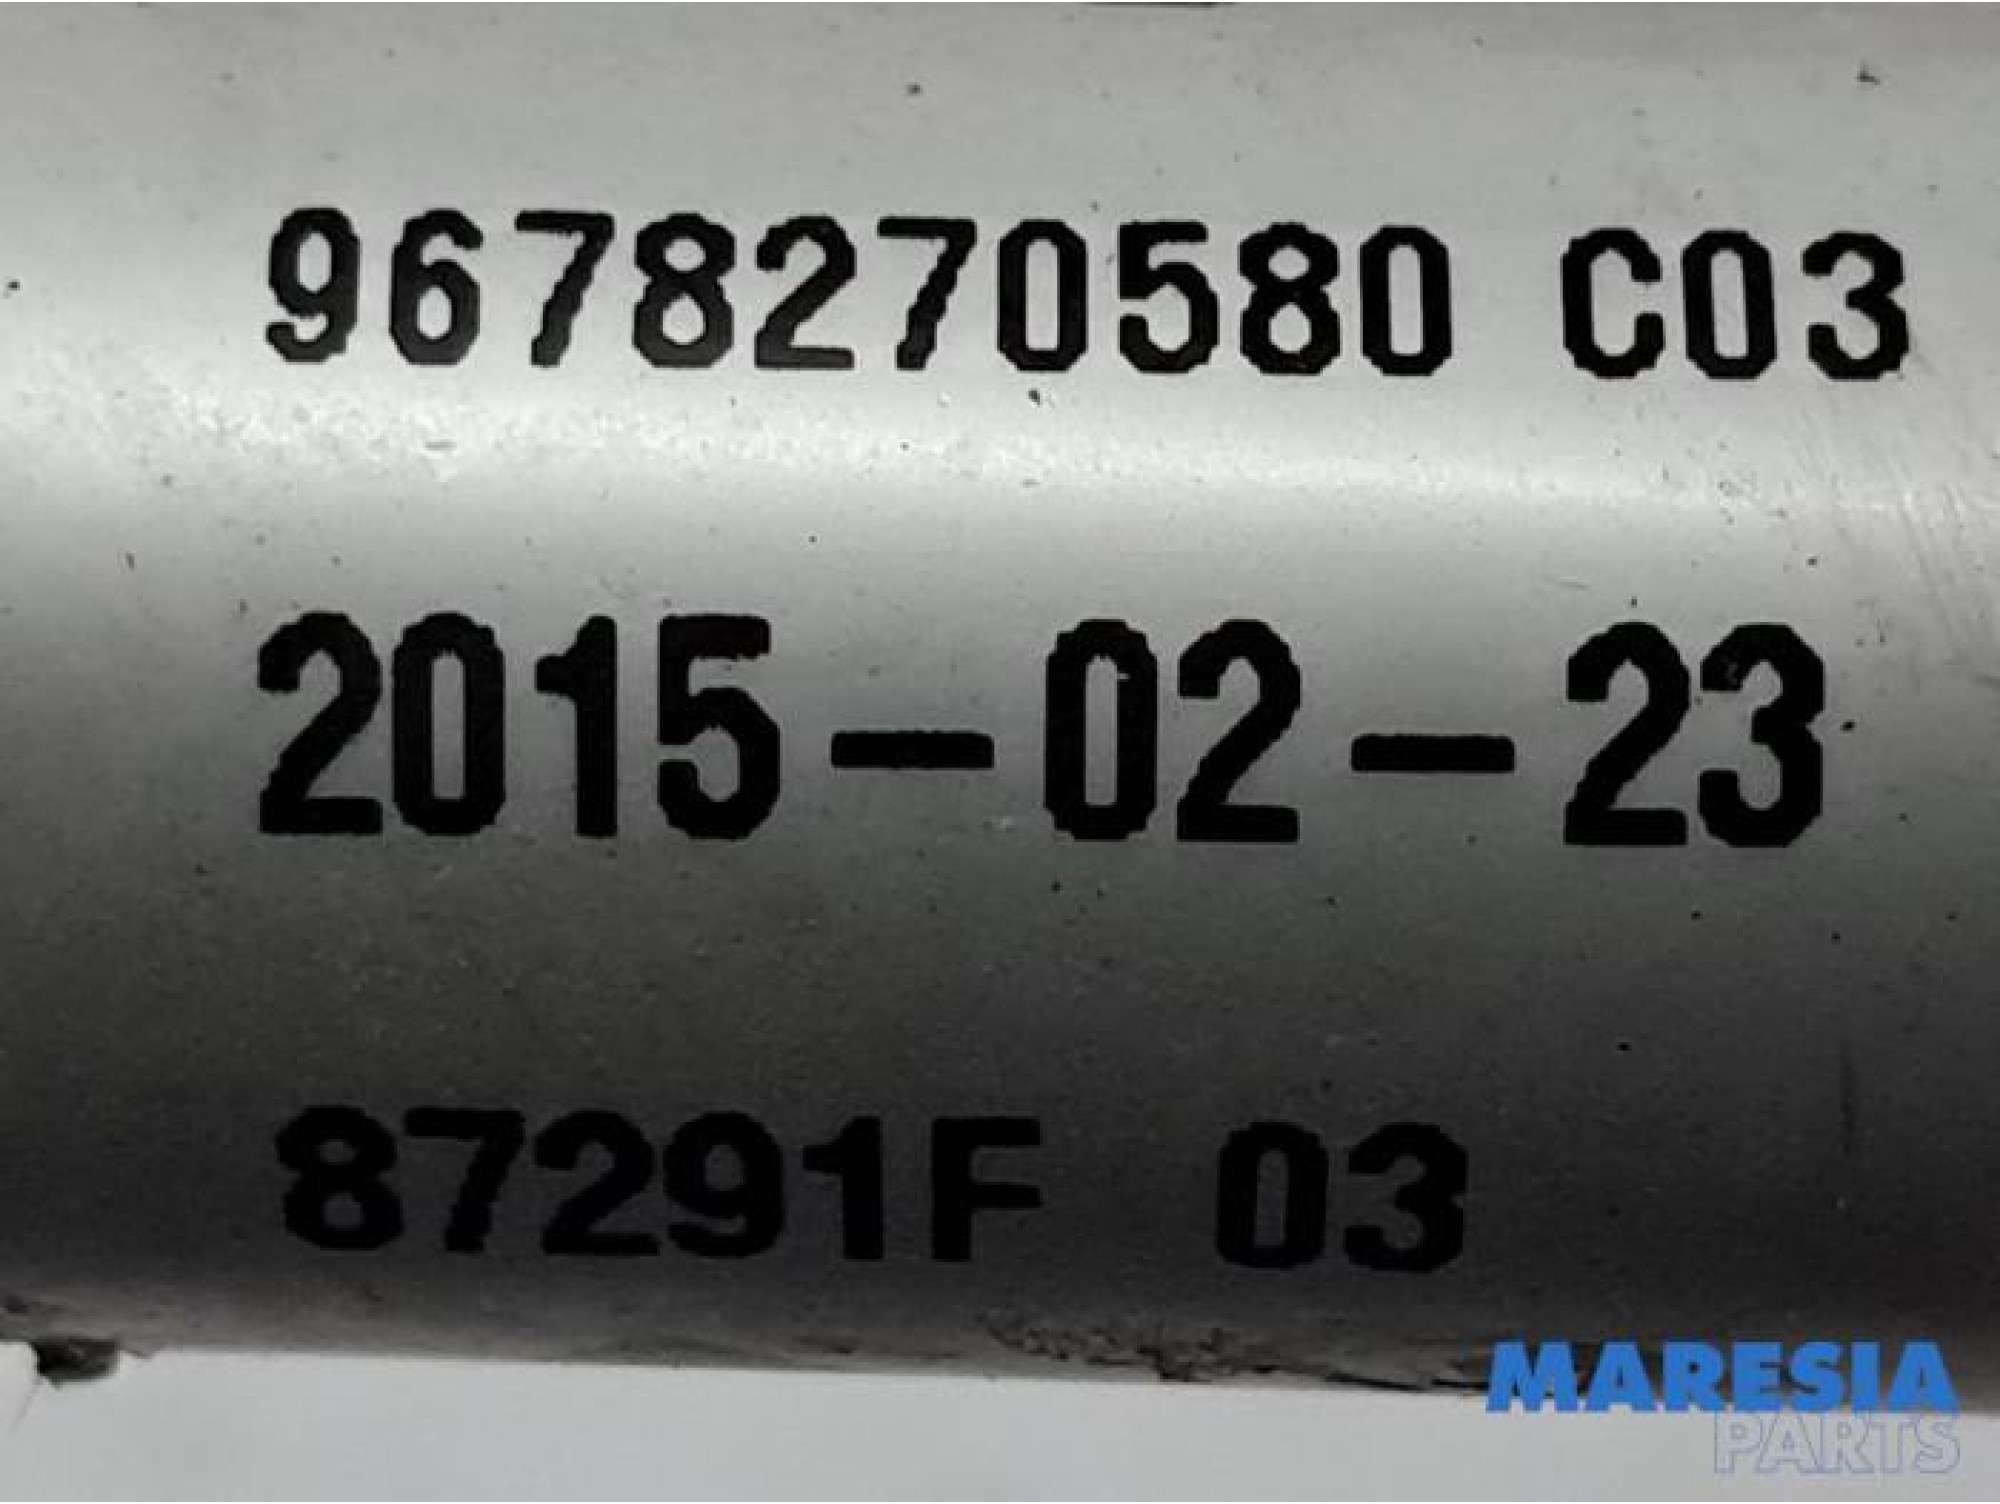 9678270580 C03
2015-02-23
87291F 03
MARESIA
PARTS